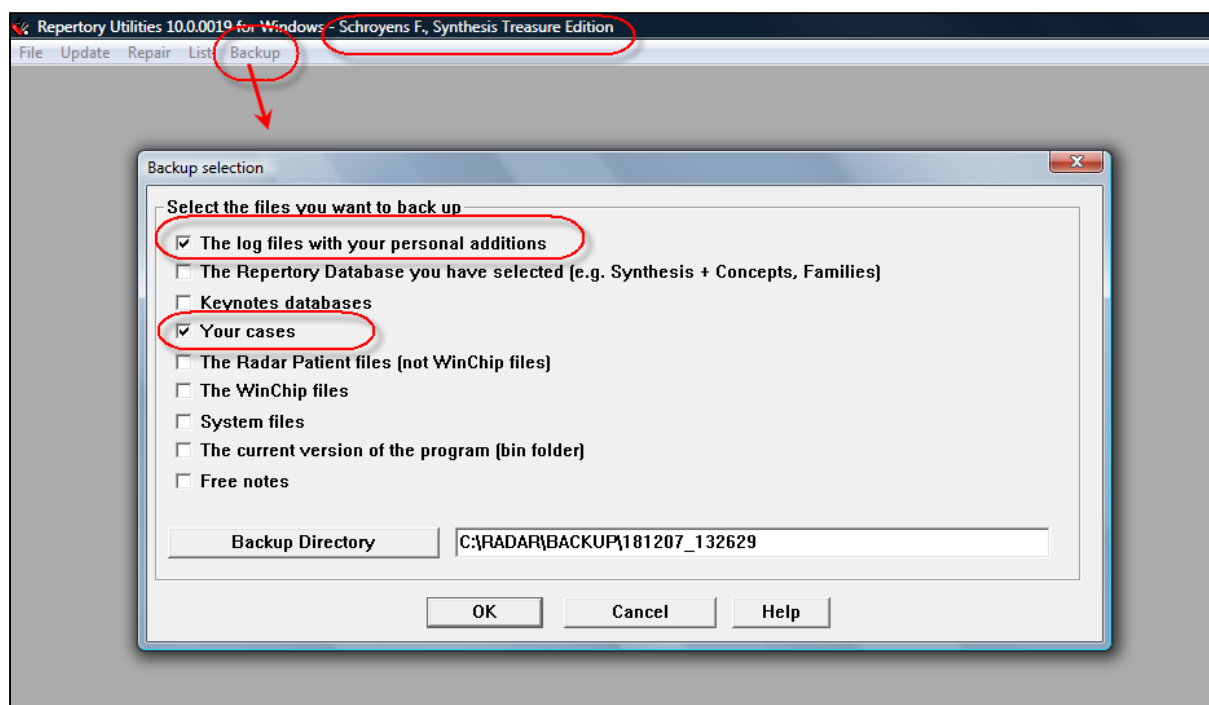 Repertory Utilities 10.0.0019 for Windows - Schroyens F., Synthesis Treasure Edition
File Update Repair List Backup
Backup selection
Select the files you want to back up
The log files with your personal additions
The Repertory Database you have selected (e.g. Synthesis + Concepts, Families)
Keynotes databases
Your cases
The Radar Patient files (not WinChip files)
The WinChip files
System files
The current version of the program (bin folder)
Free notes
Backup Directory C:\RADAR\BACKUP\181207_132629
OK Cancel Help